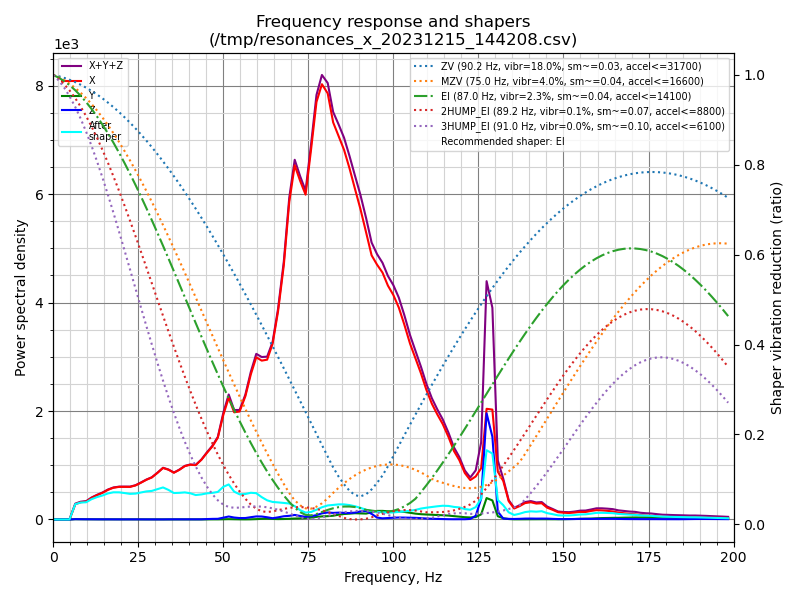 Frequency response and shapers
(/tmp/resonances_x_20231215_144208.csv)
1e3
X+Y+Z
X
Y
Z
After
shaper
ZV (90.2 Hz, vibr=18.0%, sm~=0.03, accel<=31700)
MZV (75.0 Hz, vibr=4.0%, sm~=0.04, accel<=16600)
EI (87.0 Hz, vibr=2.3%, sm~=0.04, accel<=14100)
2HUMP_EI (89.2 Hz, vibr=0.1%, sm~=0.07, accel<=8800)
3HUMP_EI (91.0 Hz, vibr=0.0%, sm~=0.10, accel<=6100)
Recommended shaper: EI
8
6
4
2
0
Power spectral density
1.0
0.8
0.6
0.4
0.2
0.0
Shaper vibration reduction (ratio)
0 25 50 75 100 125 150 175 200
Frequency, Hz